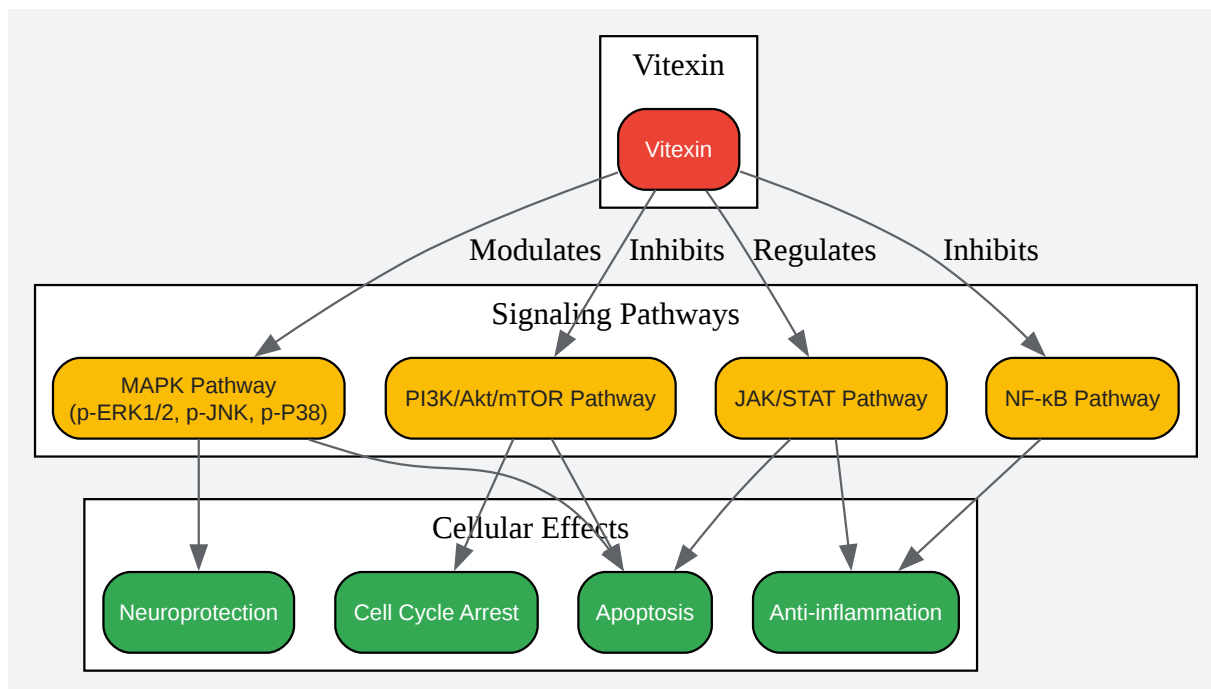 Vitexin
Vitexin
Modulates
Inhibits
Regulates
Inhibits
Signaling Pathways
MAPK Pathway
(p-ERK1/2, p-JNK, p-P38)
PI3K/Akt/mTOR Pathway
JAK/STAT Pathway
NF-κB Pathway
Cellular Effects
Neuroprotection
Cell Cycle Arrest
Apoptosis
Anti-inflammation